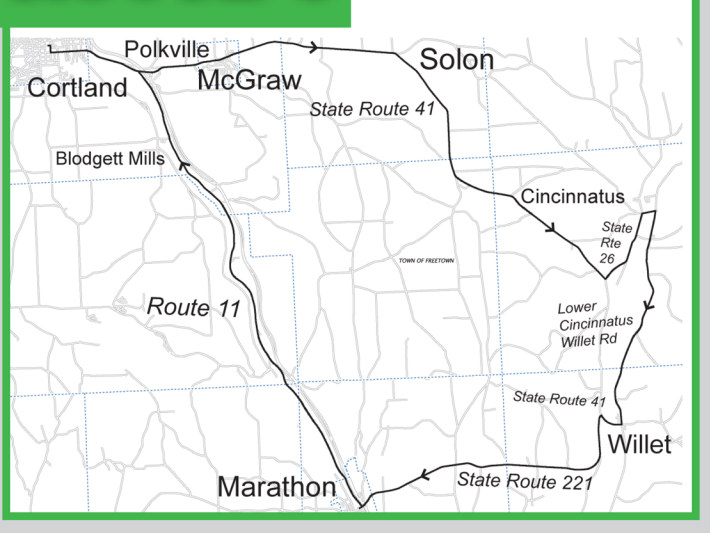 Polkville
Solon
Cortland
McGraw
State Route 41
Blodgett Mills
Cincinnatus
State
Rte
26
TOWN OF FREETOWN
Route 11
Lower
Cincinnatus
Willet Rd
State Route 41
Willet
Marathon
State Route 221